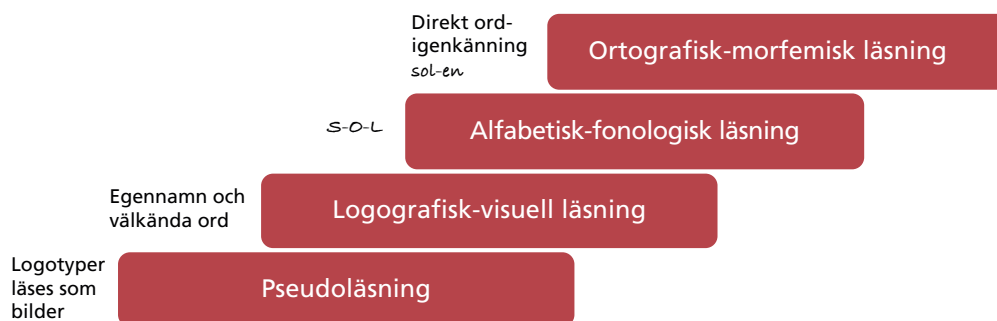 Direkt ord-
igenkänning
sol-en
Ortografisk-morfemisk läsning
S-O-L
Alfabetisk-fonologisk läsning
Egennamn och
välkända ord
Logografisk-visuell läsning
Logotyper
läses som
bilder
Pseudoläsning